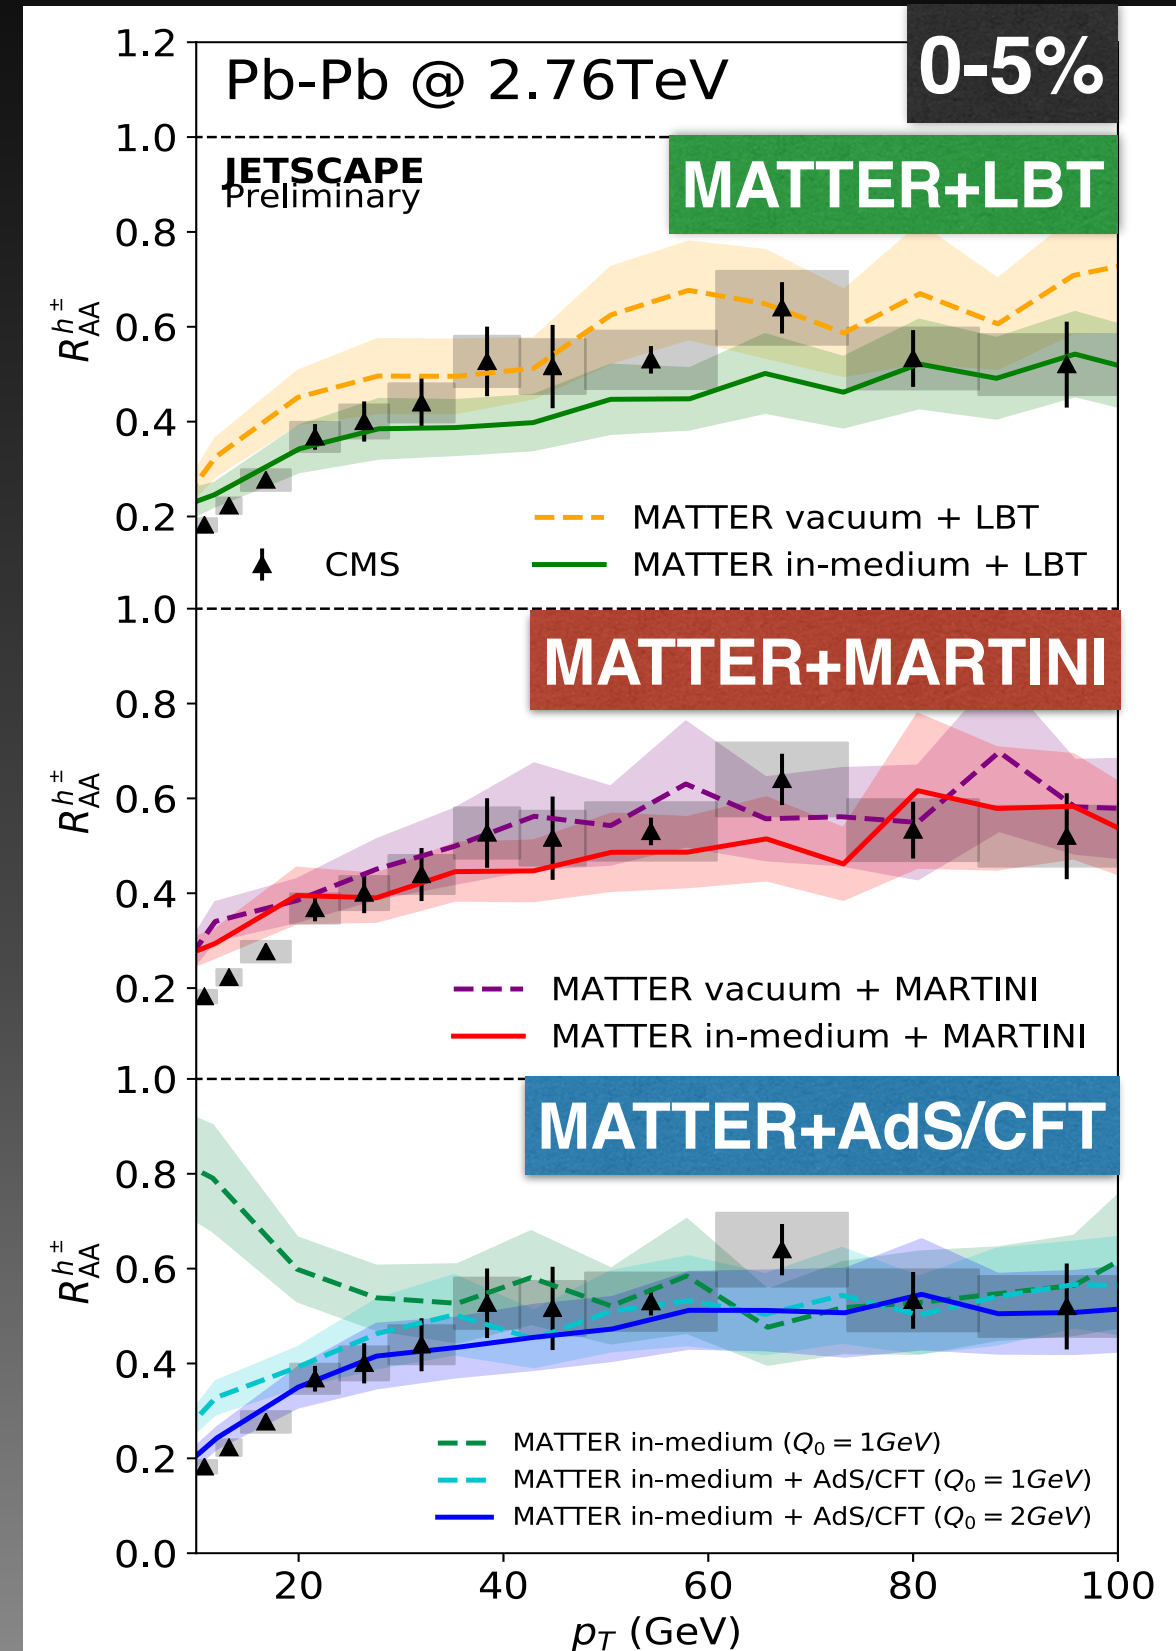 0-5%
1.2
Pb-Pb @ 2.76TeV
1.0
MATTER+LBT
JETSCAPE
Preliminary
0.8
0.6
0.4
0.2
R_AA^h±
MATTER vacuum + LBT
CMS
MATTER in-medium + LBT
1.0
MATTER+MARTINI
0.8
0.6
0.4
0.2
R_AA^h±
MATTER vacuum + MARTINI
MATTER in-medium + MARTINI
1.0
MATTER+AdS/CFT
0.8
0.6
0.4
0.2
0.0
R_AA^h±
MATTER in-medium (Q₀ = 1GeV)
MATTER in-medium + AdS/CFT (Q₀ = 1GeV)
MATTER in-medium + AdS/CFT (Q₀ = 2GeV)
20 40 60 80 100
p_T (GeV)